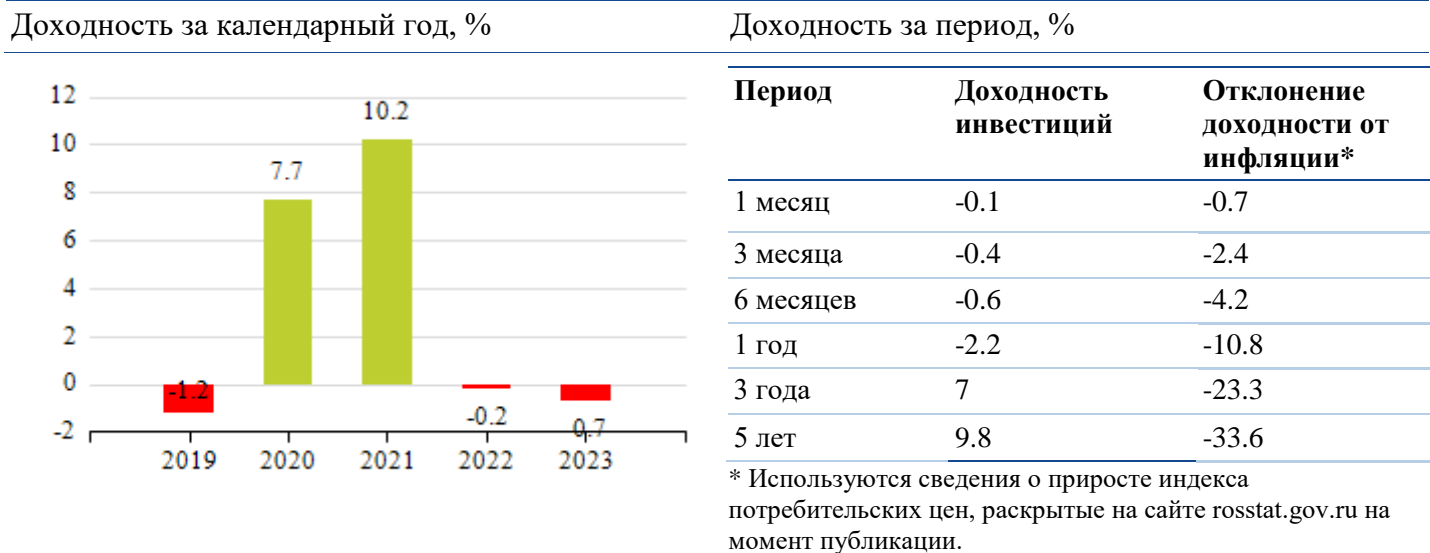 Доходность за календарный год, %
12
10
8
6
4
2
0
-2
-1.2
7.7
10.2
-0.2
0.7
2019 2020 2021 2022 2023
Доходность за период, %
Период Доходность инвестиций Отклонение доходности от инфляции*
1 месяц -0.1 -0.7
3 месяца -0.4 -2.4
6 месяцев -0.6 -4.2
1 год -2.2 -10.8
3 года 7 -23.3
5 лет 9.8 -33.6
* Используются сведения о приросте индекса
потребительских цен, раскрытые на сайте rosstat.gov.ru на
момент публикации.